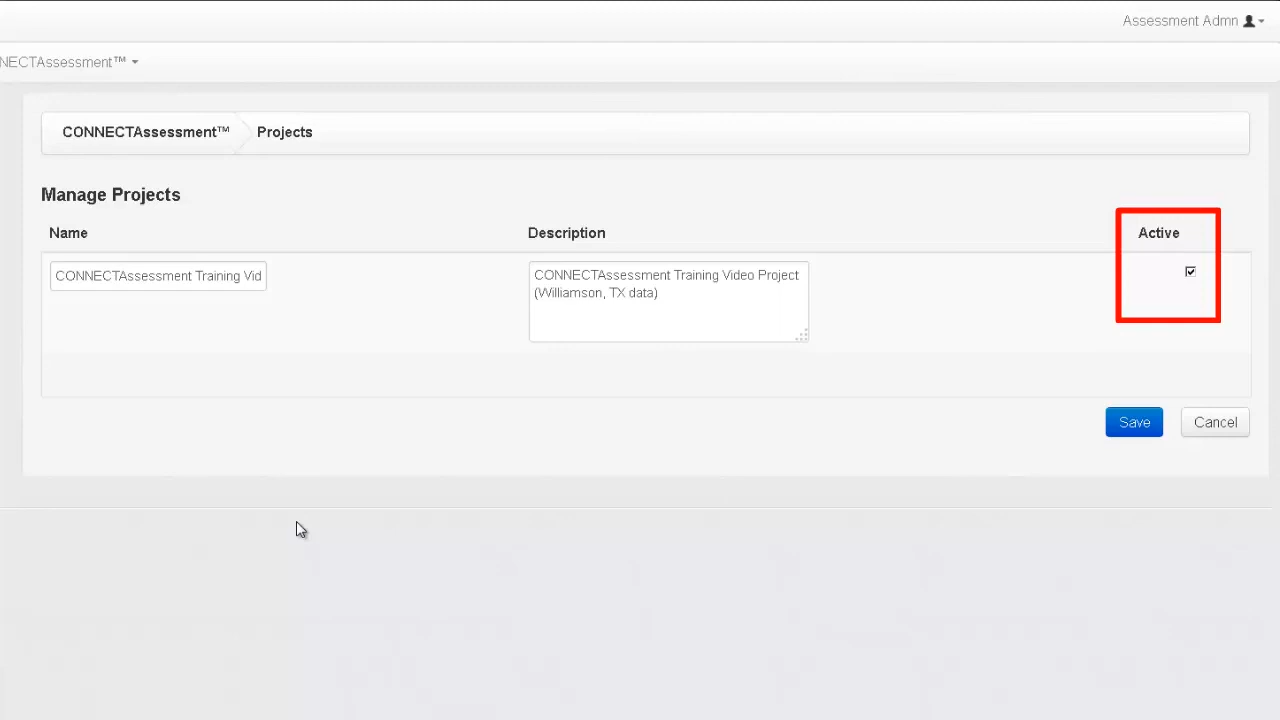 Assessment Admn
NECTAssessment™
CONNECTAssessment™ Projects
Manage Projects
Name Description Active
CONNECTAssessment Training Vid
CONNECTAssessment Training Video Project
(Williamson, TX data)
Save Cancel